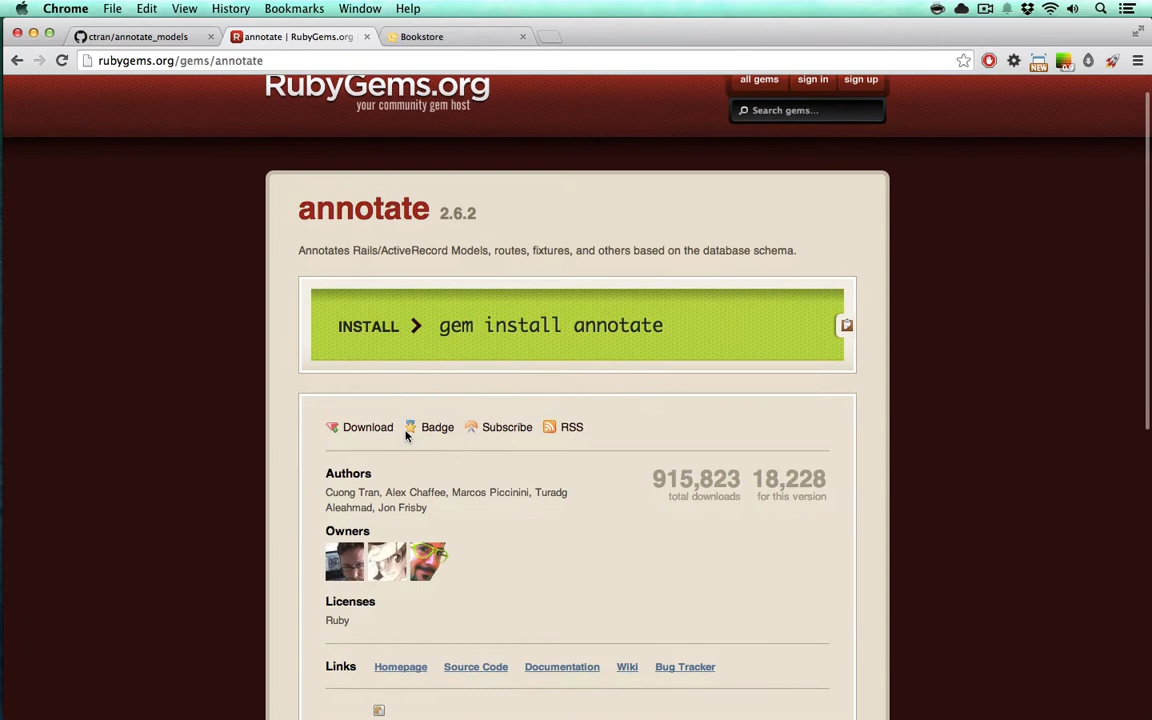 Chrome File Edit View History Bookmarks Window Help
ctran/annotate_models
annotate | RubyGems.org
Bookstore
rubygems.org/gems/annotate
NEW
RubyGems.org
your community gem host
all gems sign in sign up
Search gems...
annotate 2.6.2
Annotates Rails/ActiveRecord Models, routes, fixtures, and others based on the database schema.
INSTALL gem install annotate
Download Badge Subscribe RSS
Authors
Cuong Tran, Alex Chaffee, Marcos Piccinini, Turadg
Aleahmad, Jon Frisby
915,823 18,228
total downloads for this version
Owners
Licenses
Ruby
Links Homepage Source Code Documentation Wiki Bug Tracker